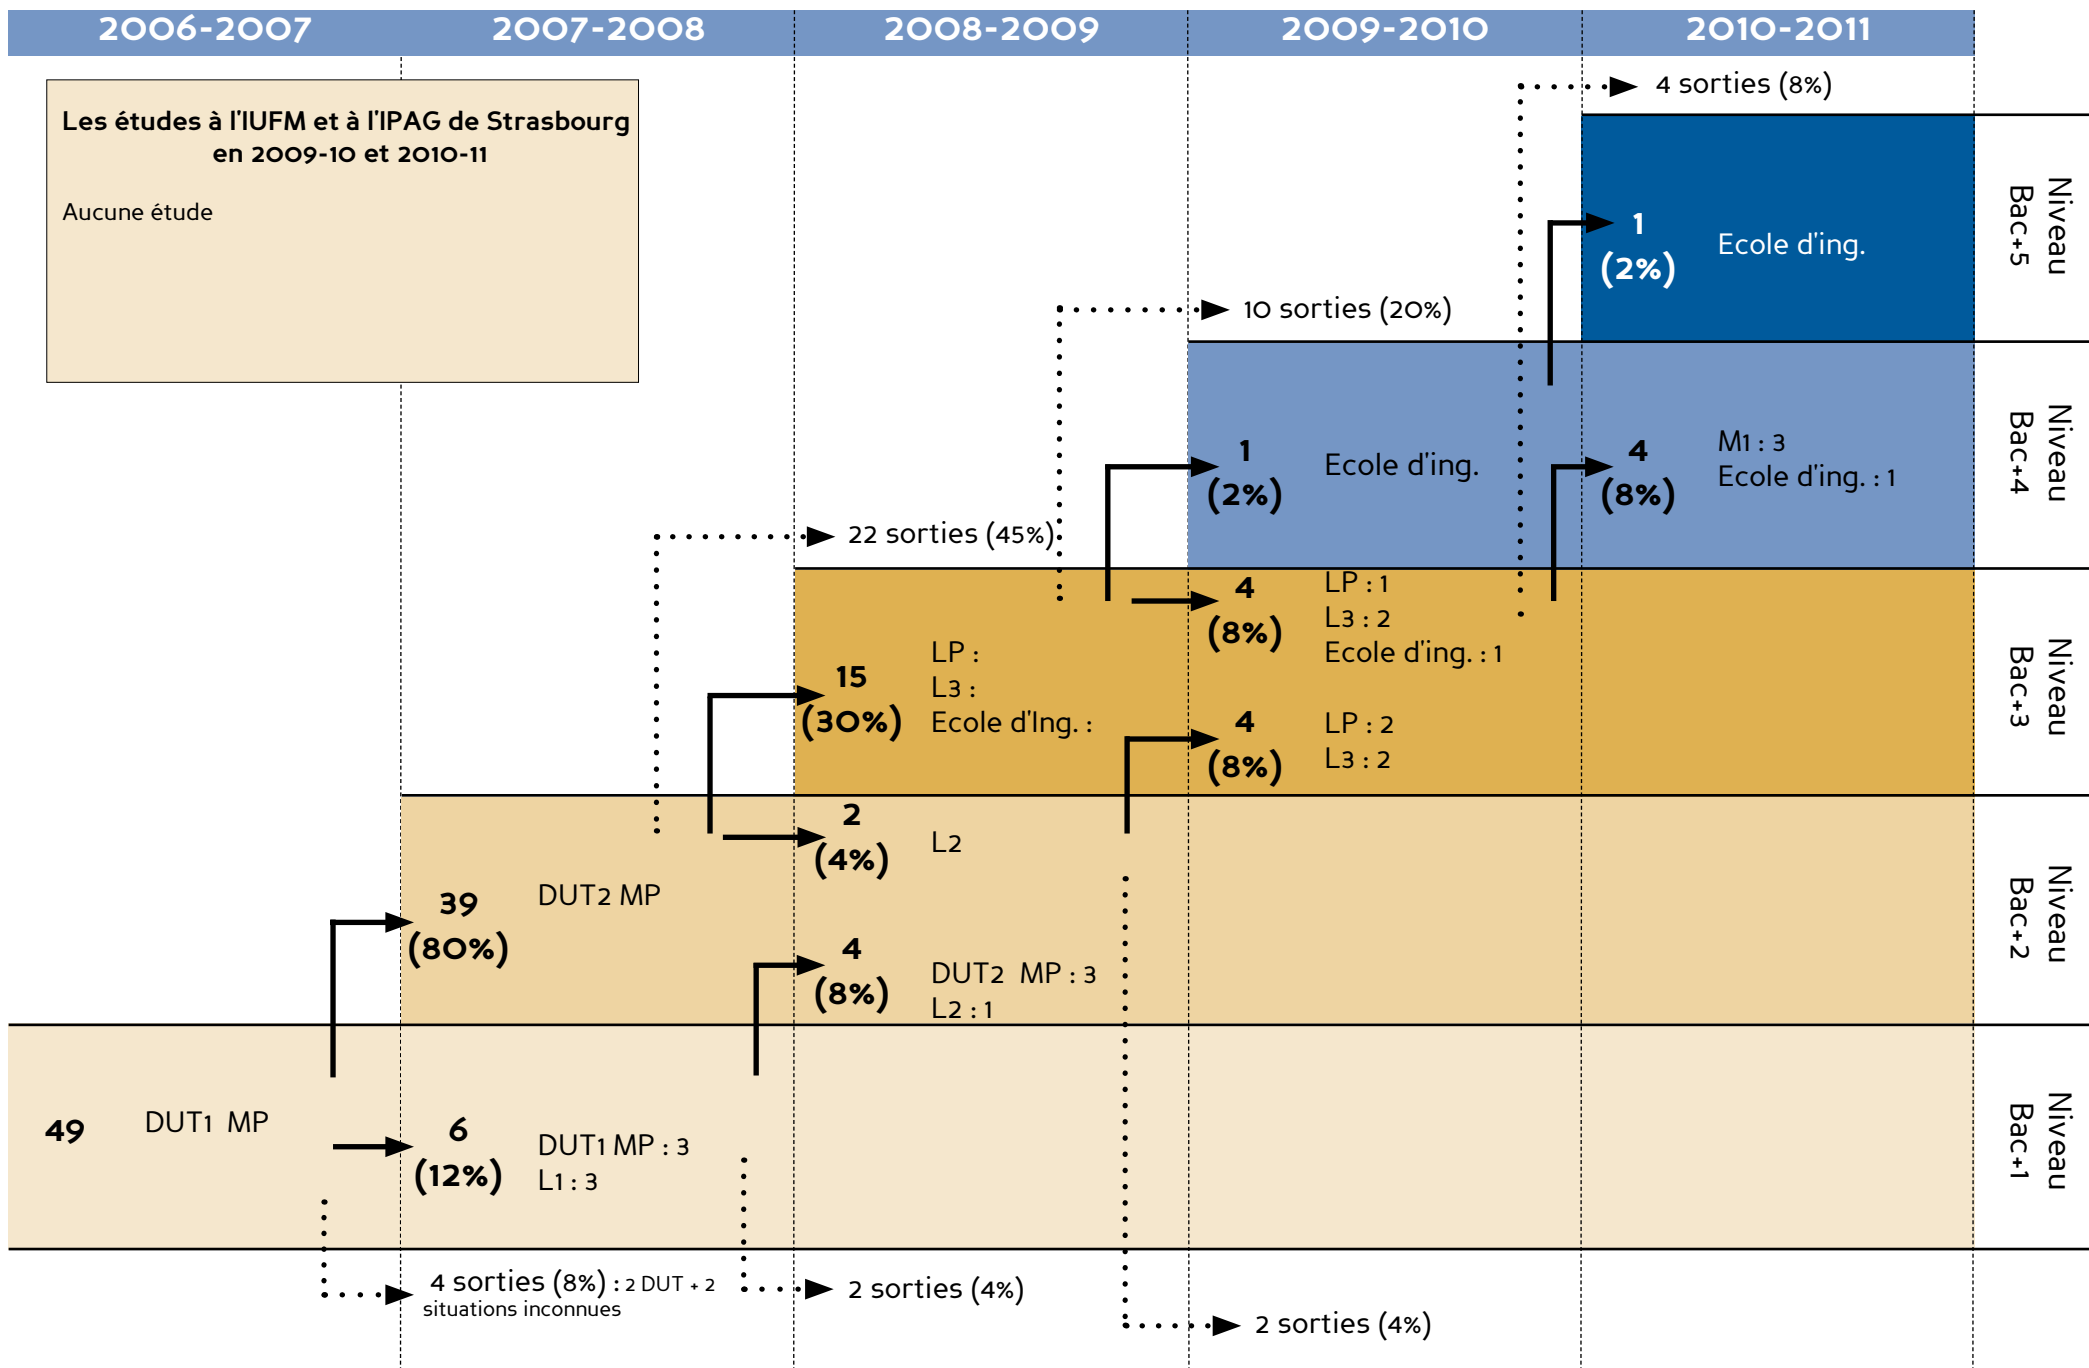 2006-2007 2007-2008 2008-2009 2009-2010 2010-2011
Les études à l'IUFM et à l'IPAG de Strasbourg
en 2009-10 et 2010-11
Aucune étude
4 sorties (8%)
1
(2%)
Ecole d'ing.
Niveau
Bac+5
10 sorties (20%)
1
(2%)
Ecole d'ing.
4
(8%)
M1 : 3
Ecole d'ing. : 1
Niveau
Bac+4
22 sorties (45%)
15
(30%)
LP :
L3 :
Ecole d'Ing. :
4
(8%)
LP : 1
L3 : 2
Ecole d'ing. : 1
4
(8%)
LP : 2
L3 : 2
Niveau
Bac+3
39
(80%)
DUT2 MP
2
(4%)
L2
4
(8%)
DUT2 MP : 3
L2 : 1
Niveau
Bac+2
49
DUT1 MP
6
(12%)
DUT1 MP : 3
L1 : 3
Niveau
Bac+1
4 sorties (8%) : 2 DUT + 2
situations inconnues
2 sorties (4%)
2 sorties (4%)